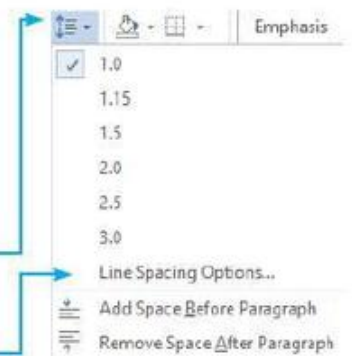 Emphasis
1.0
1.15
1.5
2.0
2.5
3.0
Line Spacing Options...
Add Space Before Paragraph
Remove Space After Paragraph